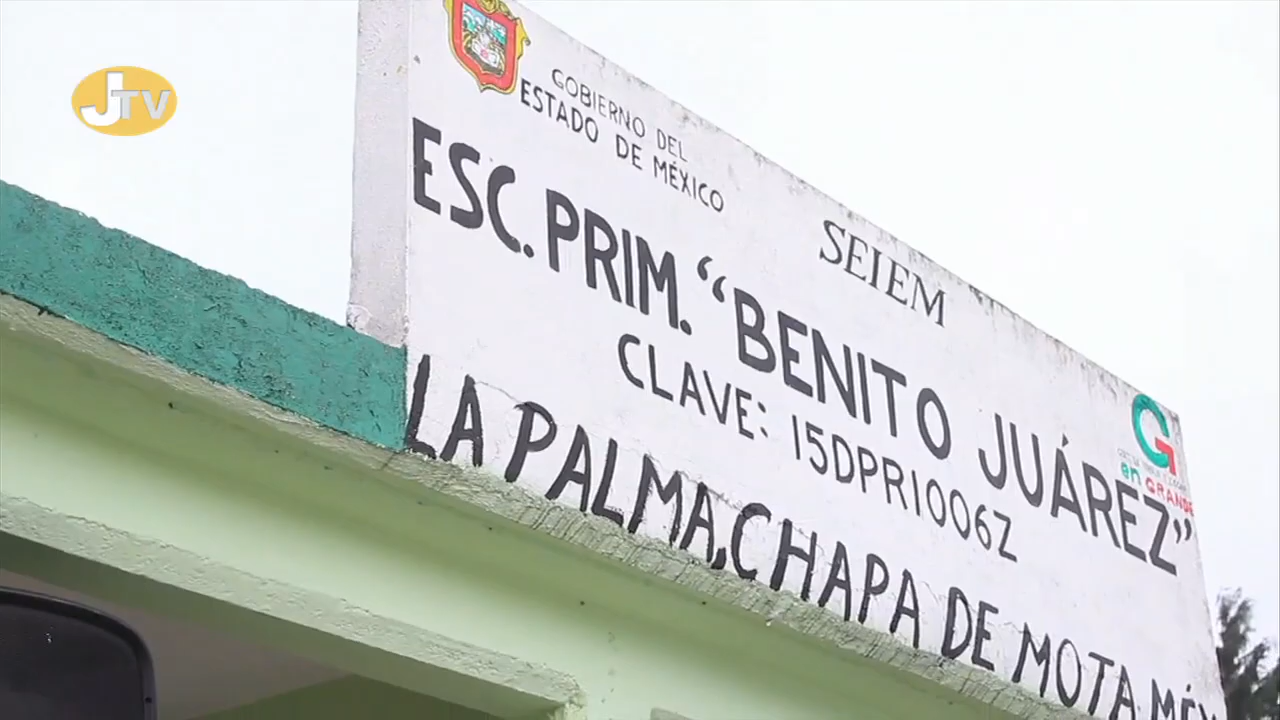 JTV
GOBIERNO DEL
ESTADO DE MÉXICO
SEIEM
ESC. PRIM. “BENITO JUÁREZ”
CLAVE: 15DPR1006Z
LA PALMA, CHAPA DE MOTA MÉX
en GRANDE